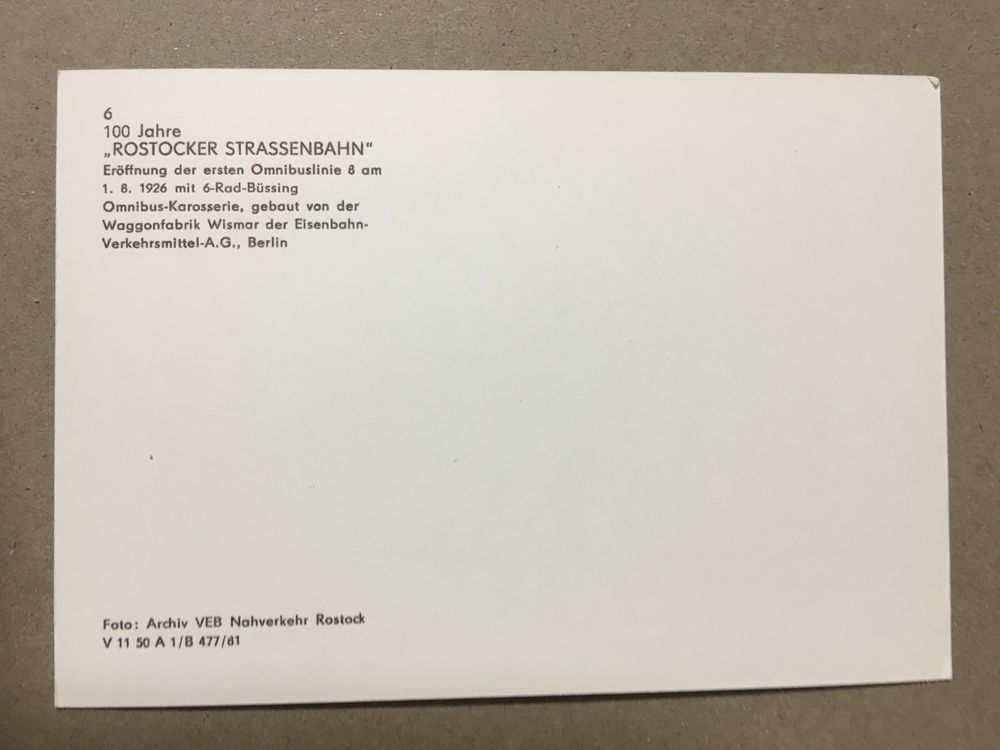 6
100 Jahre
„ROSTOCKER STRASSENBAHN“
Eröffnung der ersten Omnibuslinie 8 am
1. 8. 1926 mit 6-Rad-Büssing
Omnibus-Karosserie, gebaut von der
Waggonfabrik Wismar der Eisenbahn-
Verkehrsmittel-A.G., Berlin
Foto: Archiv VEB Nahverkehr Rostock
V 11 50 A 1/B 477/81